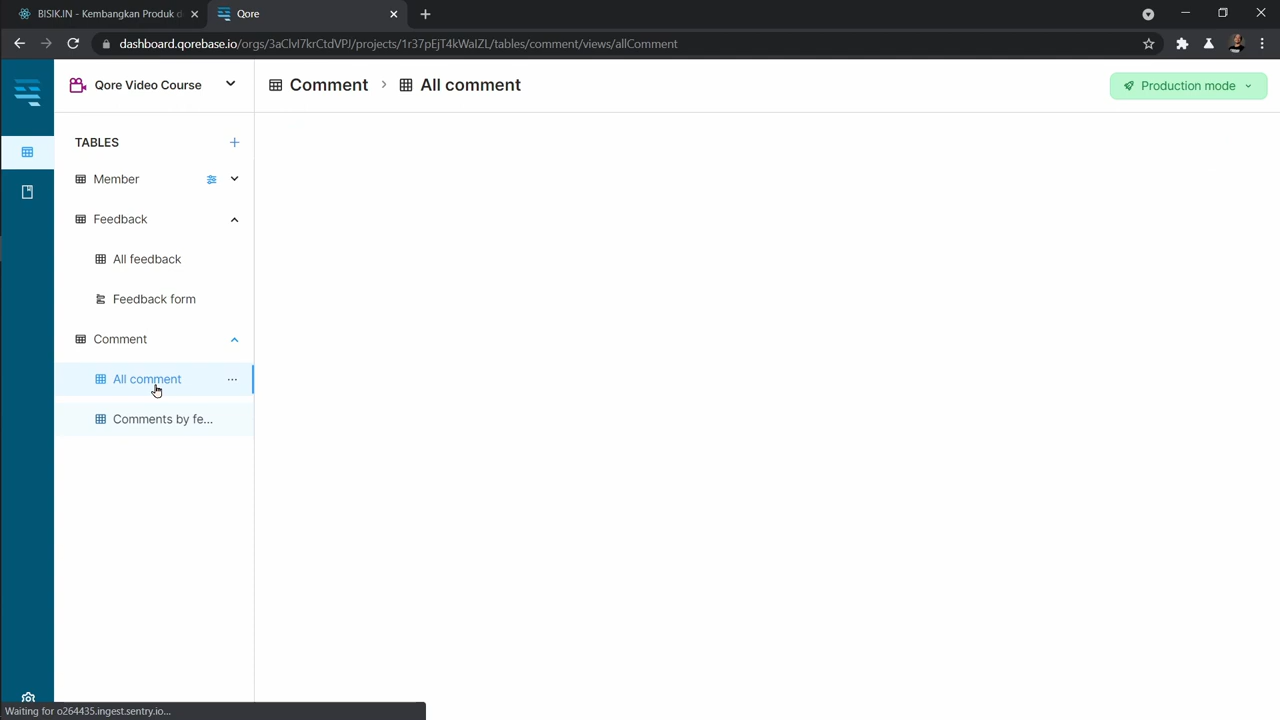 BISIK.IN - Kembangkan Produk d
Qore
dashboard.qorebase.io/orgs/3aClvI7krCtdVPJ/projects/1r37pEjT4kWaIZL/tables/comment/views/allComment
Qore Video Course
Comment > All comment
Production mode
TABLES
Member
Feedback
All feedback
Feedback form
Comment
All comment
Comments by fe...
Waiting for o264435.ingest.sentry.io...